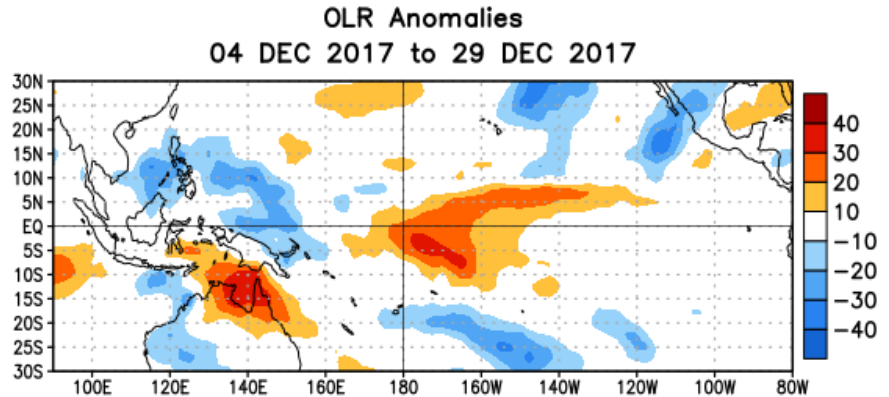 OLR Anomalies
04 DEC 2017 to 29 DEC 2017
30N
25N
20N
15N
10N
5N
EQ
5S
10S
15S
20S
25S
30S
100E 120E 140E 160E 180 160W 140W 120W 100W 80W
40
30
20
10
-10
-20
-30
-40